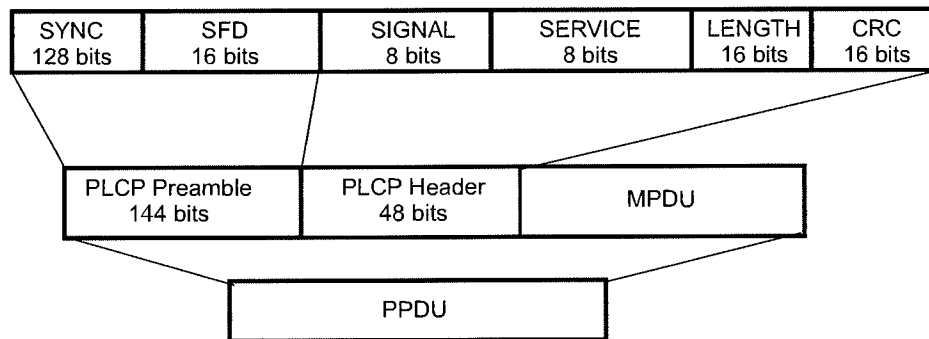 SYNC
128 bits
SFD
16 bits
SIGNAL
8 bits
SERVICE
8 bits
LENGTH
16 bits
CRC
16 bits
PLCP Preamble
144 bits
PLCP Header
48 bits
MPDU
PPDU